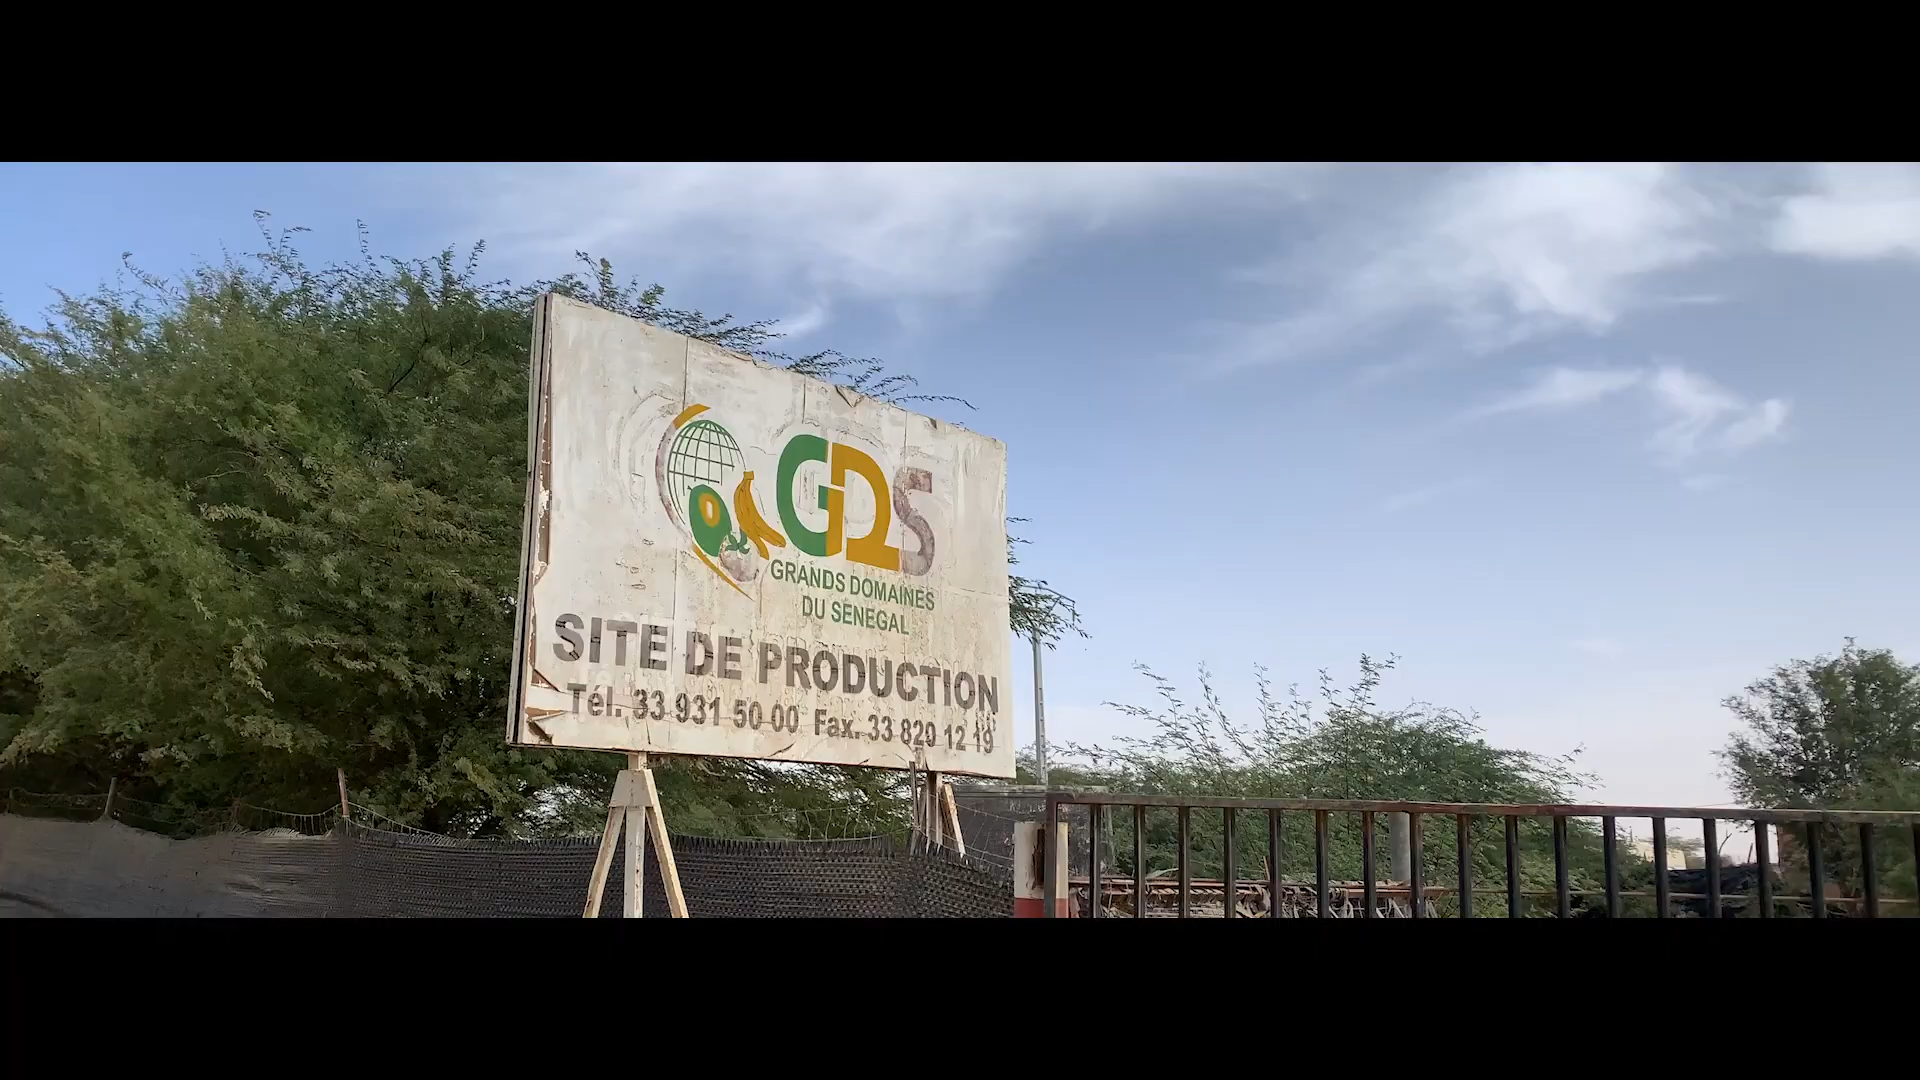 GDS
GRANDS DOMAINES
DU SENEGAL
SITE DE PRODUCTION
Tél. 33 931 50 00 Fax. 33 820 12 19